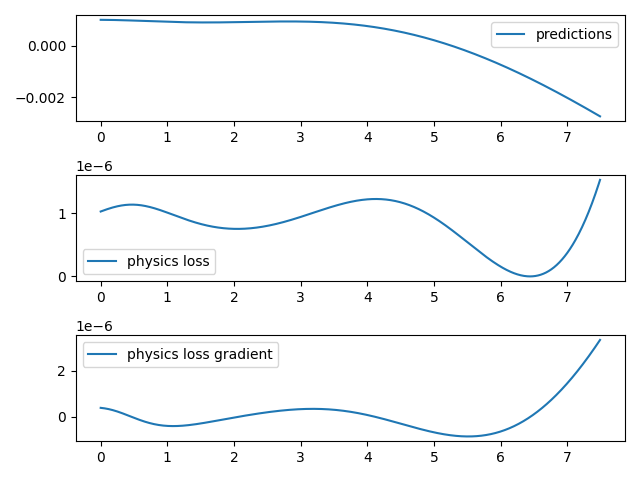 0.000
−0.002
predictions
0 1 2 3 4 5 6 7
1e−6
1
0
physics loss
0 1 2 3 4 5 6 7
1e−6
2
0
physics loss gradient
0 1 2 3 4 5 6 7